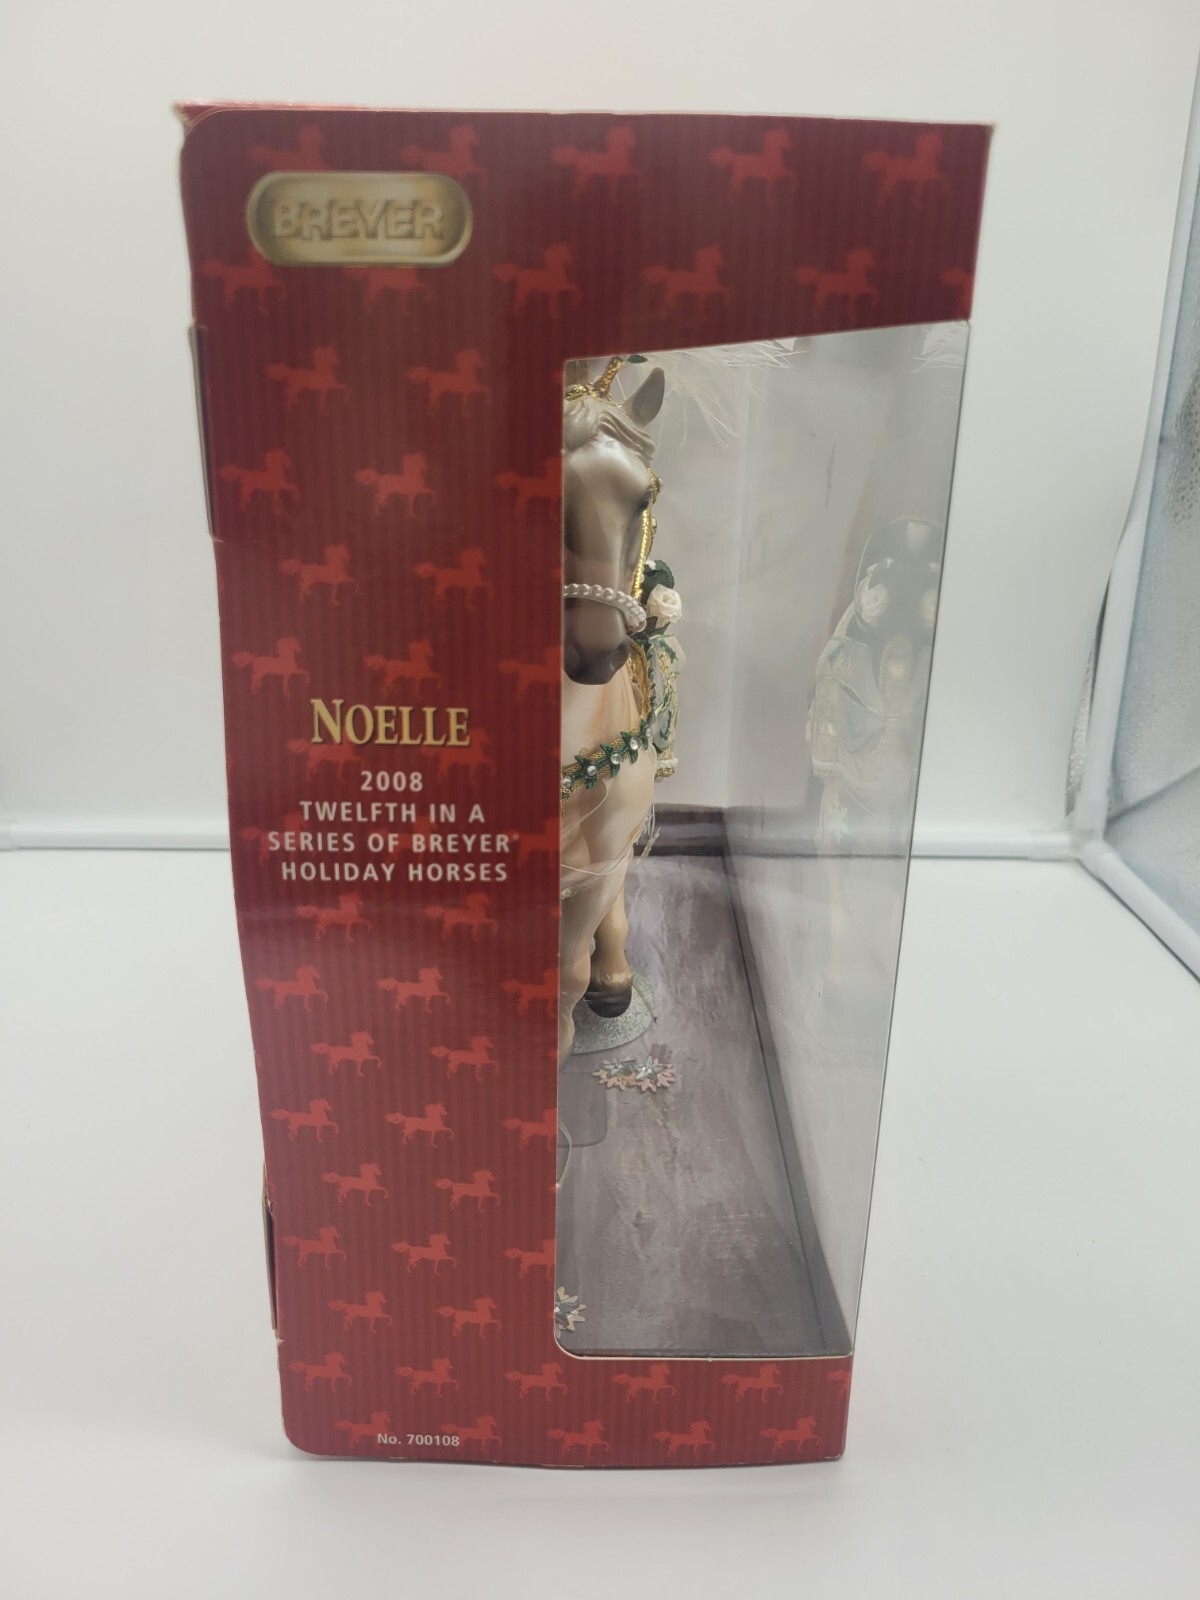 BREYER
NOELLE
2008
TWELFTH IN A
SERIES OF BREYER®
HOLIDAY HORSES
No. 700108